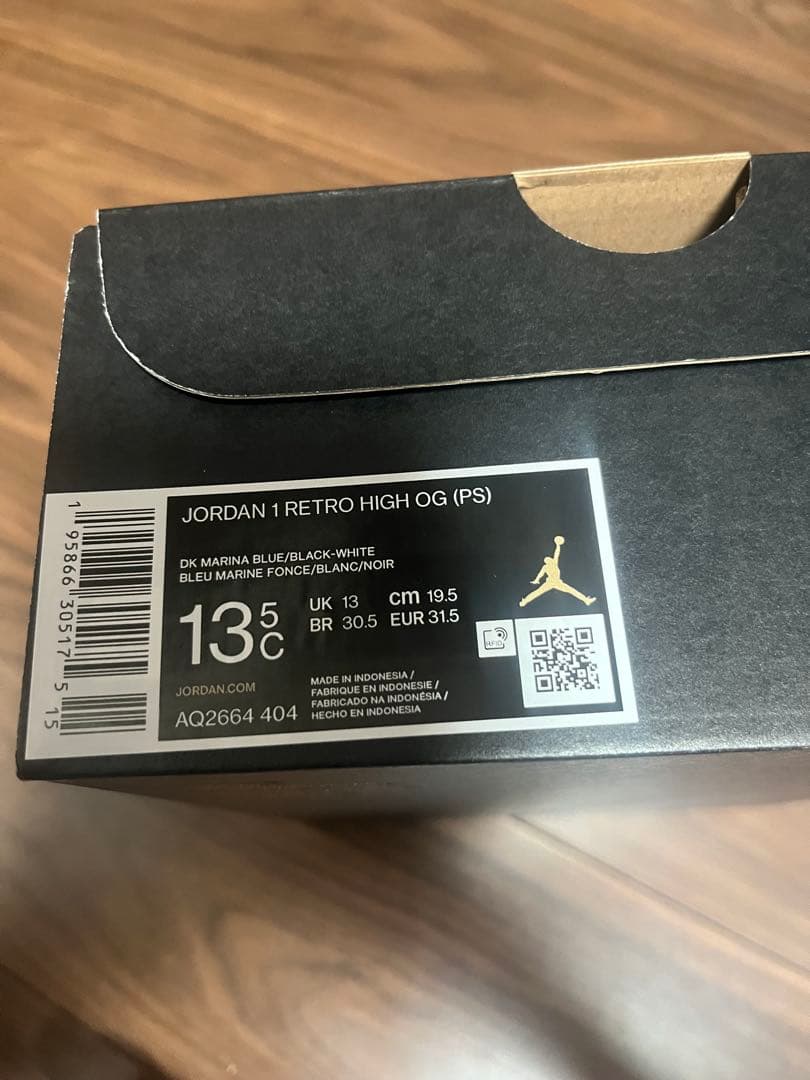 JORDAN 1 RETRO HIGH OG (PS)
DK MARINA BLUE/BLACK-WHITE
BLEU MARINE FONCE/BLANC/NOIR
13 5 C
UK 13 cm 19.5
BR 30.5 EUR 31.5
JORDAN.COM
AQ2664 404
MADE IN INDONESIA /
FABRIQUE EN INDONESIE /
FABRICADO NA INDONÉSIA /
HECHO EN INDONESIA
RFID
1 95866 30517 5 15